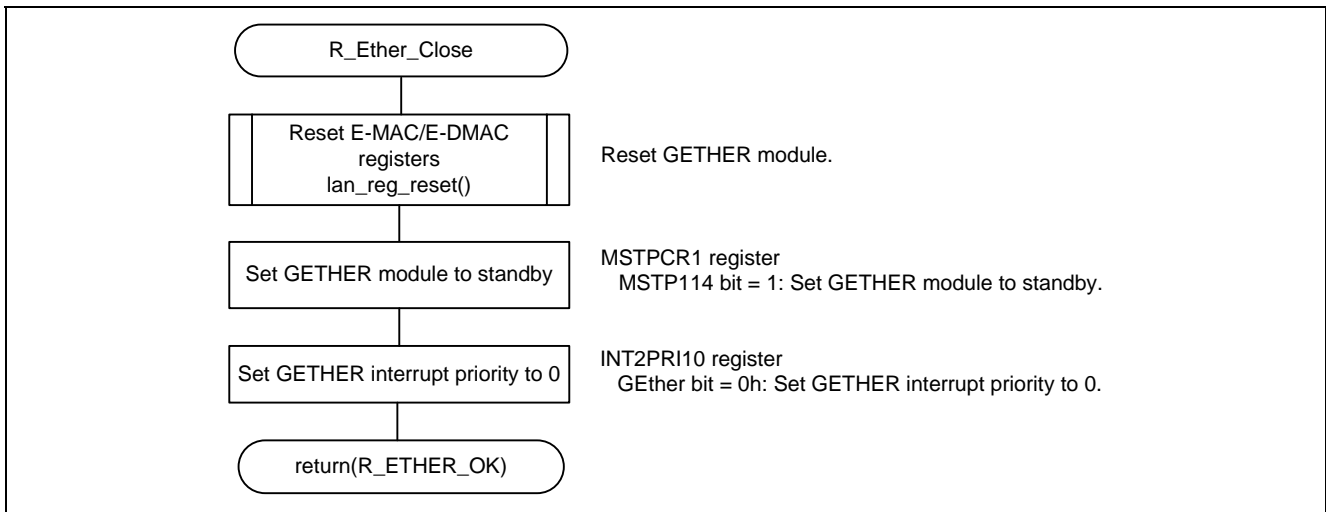 R_Ether_Close
Reset E-MAC/E-DMAC
registers
lan_reg_reset()
Reset GETHER module.
Set GETHER module to standby
MSTPCR1 register
MSTP114 bit = 1: Set GETHER module to standby.
Set GETHER interrupt priority to 0
INT2PRI10 register
GEther bit = 0h: Set GETHER interrupt priority to 0.
return(R_ETHER_OK)